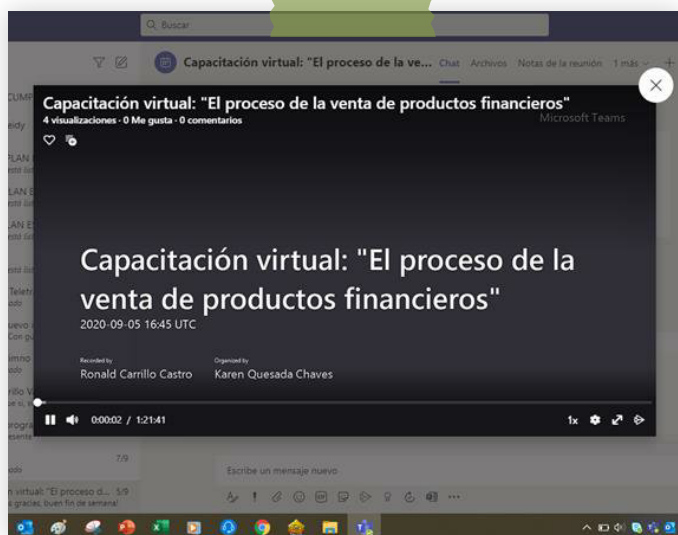 Buscar
Capacitación virtual: "El proceso de la ve... Chat Archivos Notas de la reunión 1 más
Capacitación virtual: "El proceso de la venta de productos financieros"
4 visualizaciones · 0 Me gusta · 0 comentarios
Microsoft Teams
Capacitación virtual: "El proceso de la
venta de productos financieros"
2020-09-05 16:45 UTC
Recorded by Organized by
Ronald Carrillo Castro Karen Quesada Chaves
0:00:02 / 1:21:41
1x
7/9
Escribe un mensaje nuevo
n virtual: "El proceso d... 5/9
s gracias, buen fin de semana!
GIF